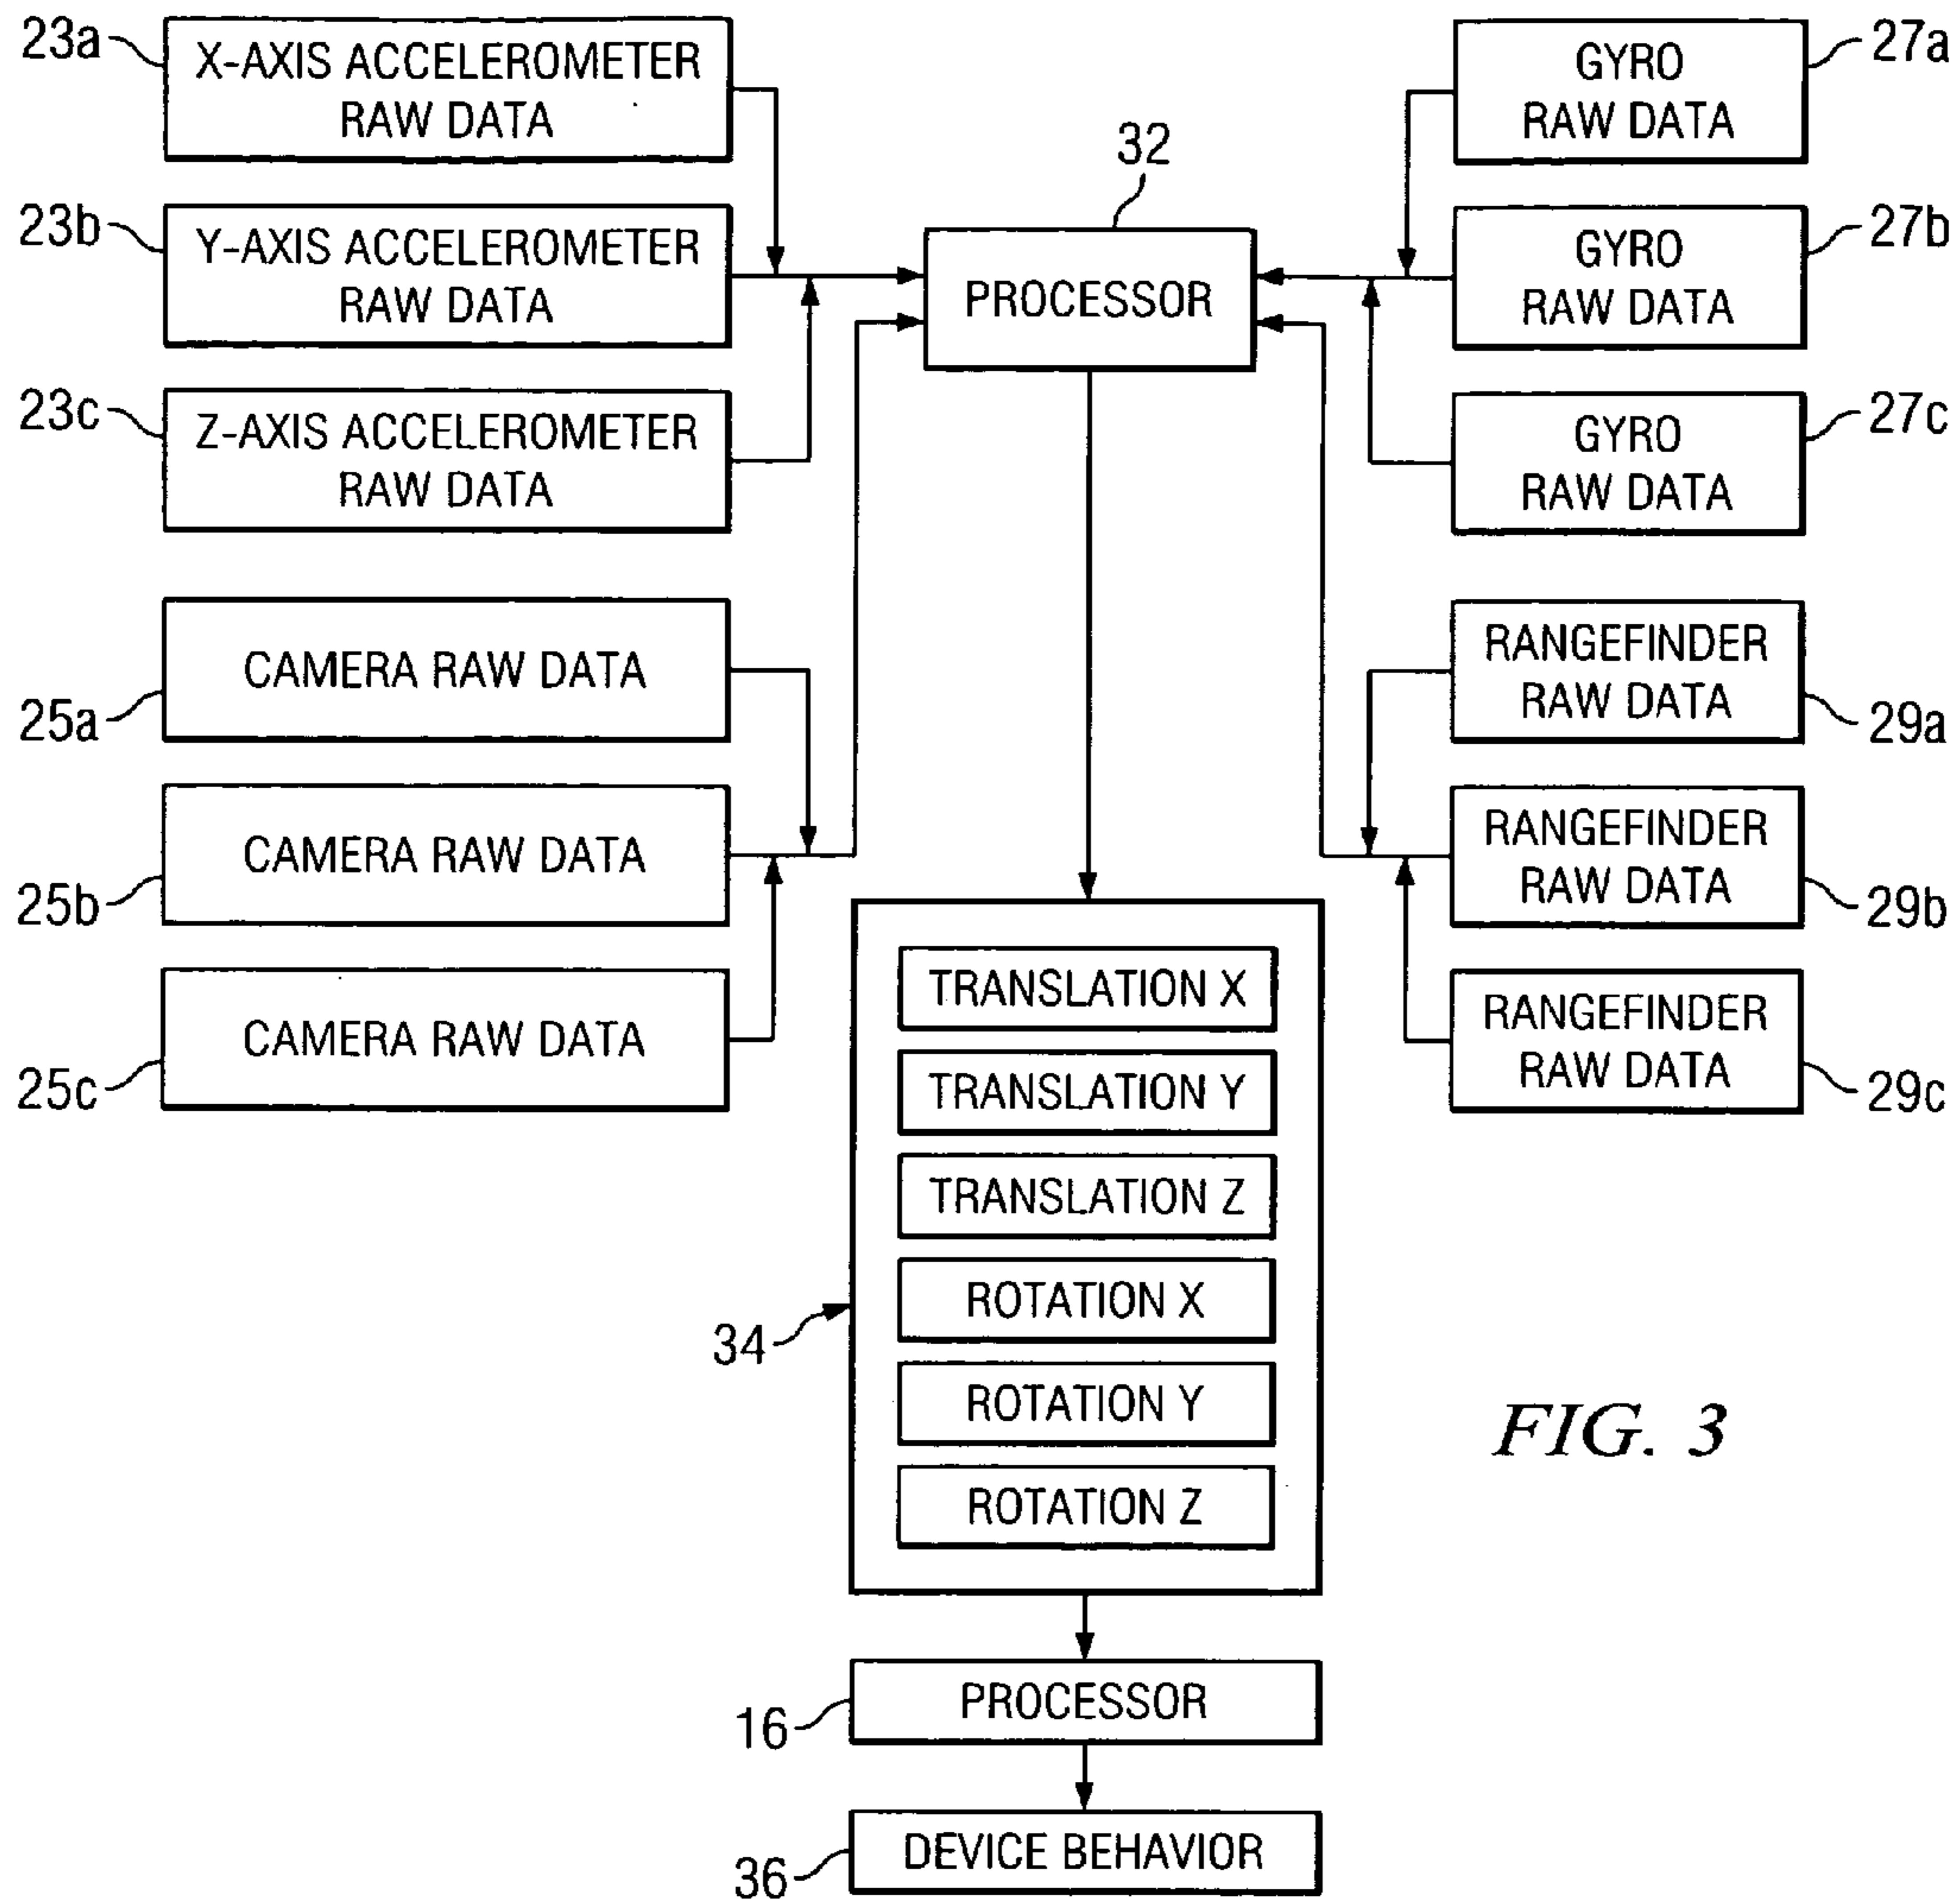 23a
X-AXIS ACCELEROMETER
RAW DATA
23b
Y-AXIS ACCELEROMETER
RAW DATA
23c
Z-AXIS ACCELEROMETER
RAW DATA
25a
CAMERA RAW DATA
25b
CAMERA RAW DATA
25c
CAMERA RAW DATA
32
PROCESSOR
27a
GYRO
RAW DATA
27b
GYRO
RAW DATA
27c
GYRO
RAW DATA
29a
RANGEFINDER
RAW DATA
29b
RANGEFINDER
RAW DATA
29c
RANGEFINDER
RAW DATA
34
TRANSLATION X
TRANSLATION Y
TRANSLATION Z
ROTATION X
ROTATION Y
ROTATION Z
16
PROCESSOR
36
DEVICE BEHAVIOR
FIG. 3